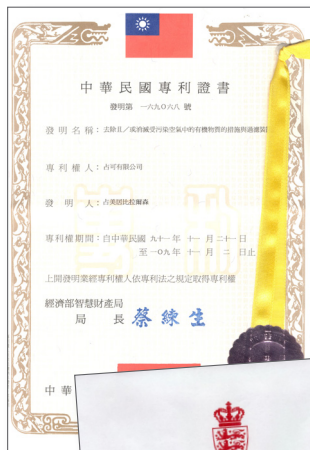 中華民國專利證書
發明第 一六九〇六八 號
發明名稱：去除且／或消滅受污染空氣中的有機物質的措施與過濾裝
專利權人：占可有限公司
發 明 人：占美居比拉爾森
專利權期間：自中華民國 九十一年 十一月 二十一日
至 一〇九 年 十一 月 二 日止
上開發明業經專利權人依專利法之規定取得專利權
經濟部智慧財產局
局 長 蔡練生
中華